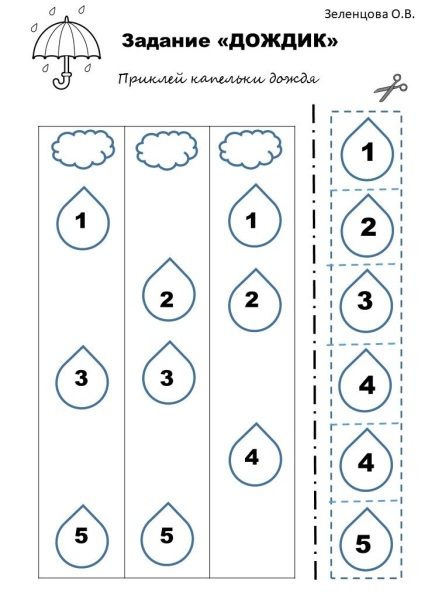 Зеленцова О.В.
Задание «ДОЖДИК»
Приклей капельки дождя
1 1 1
2 2 2
3 3 3
4 4
4
5 5 5